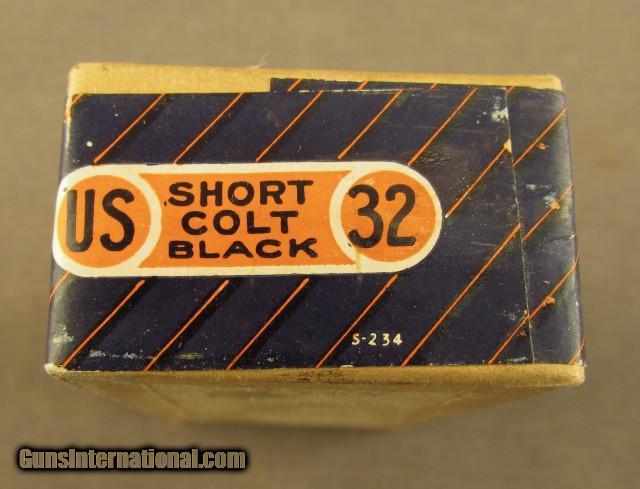 US
SHORT
COLT
BLACK
32
S-234
GunsInternational.com